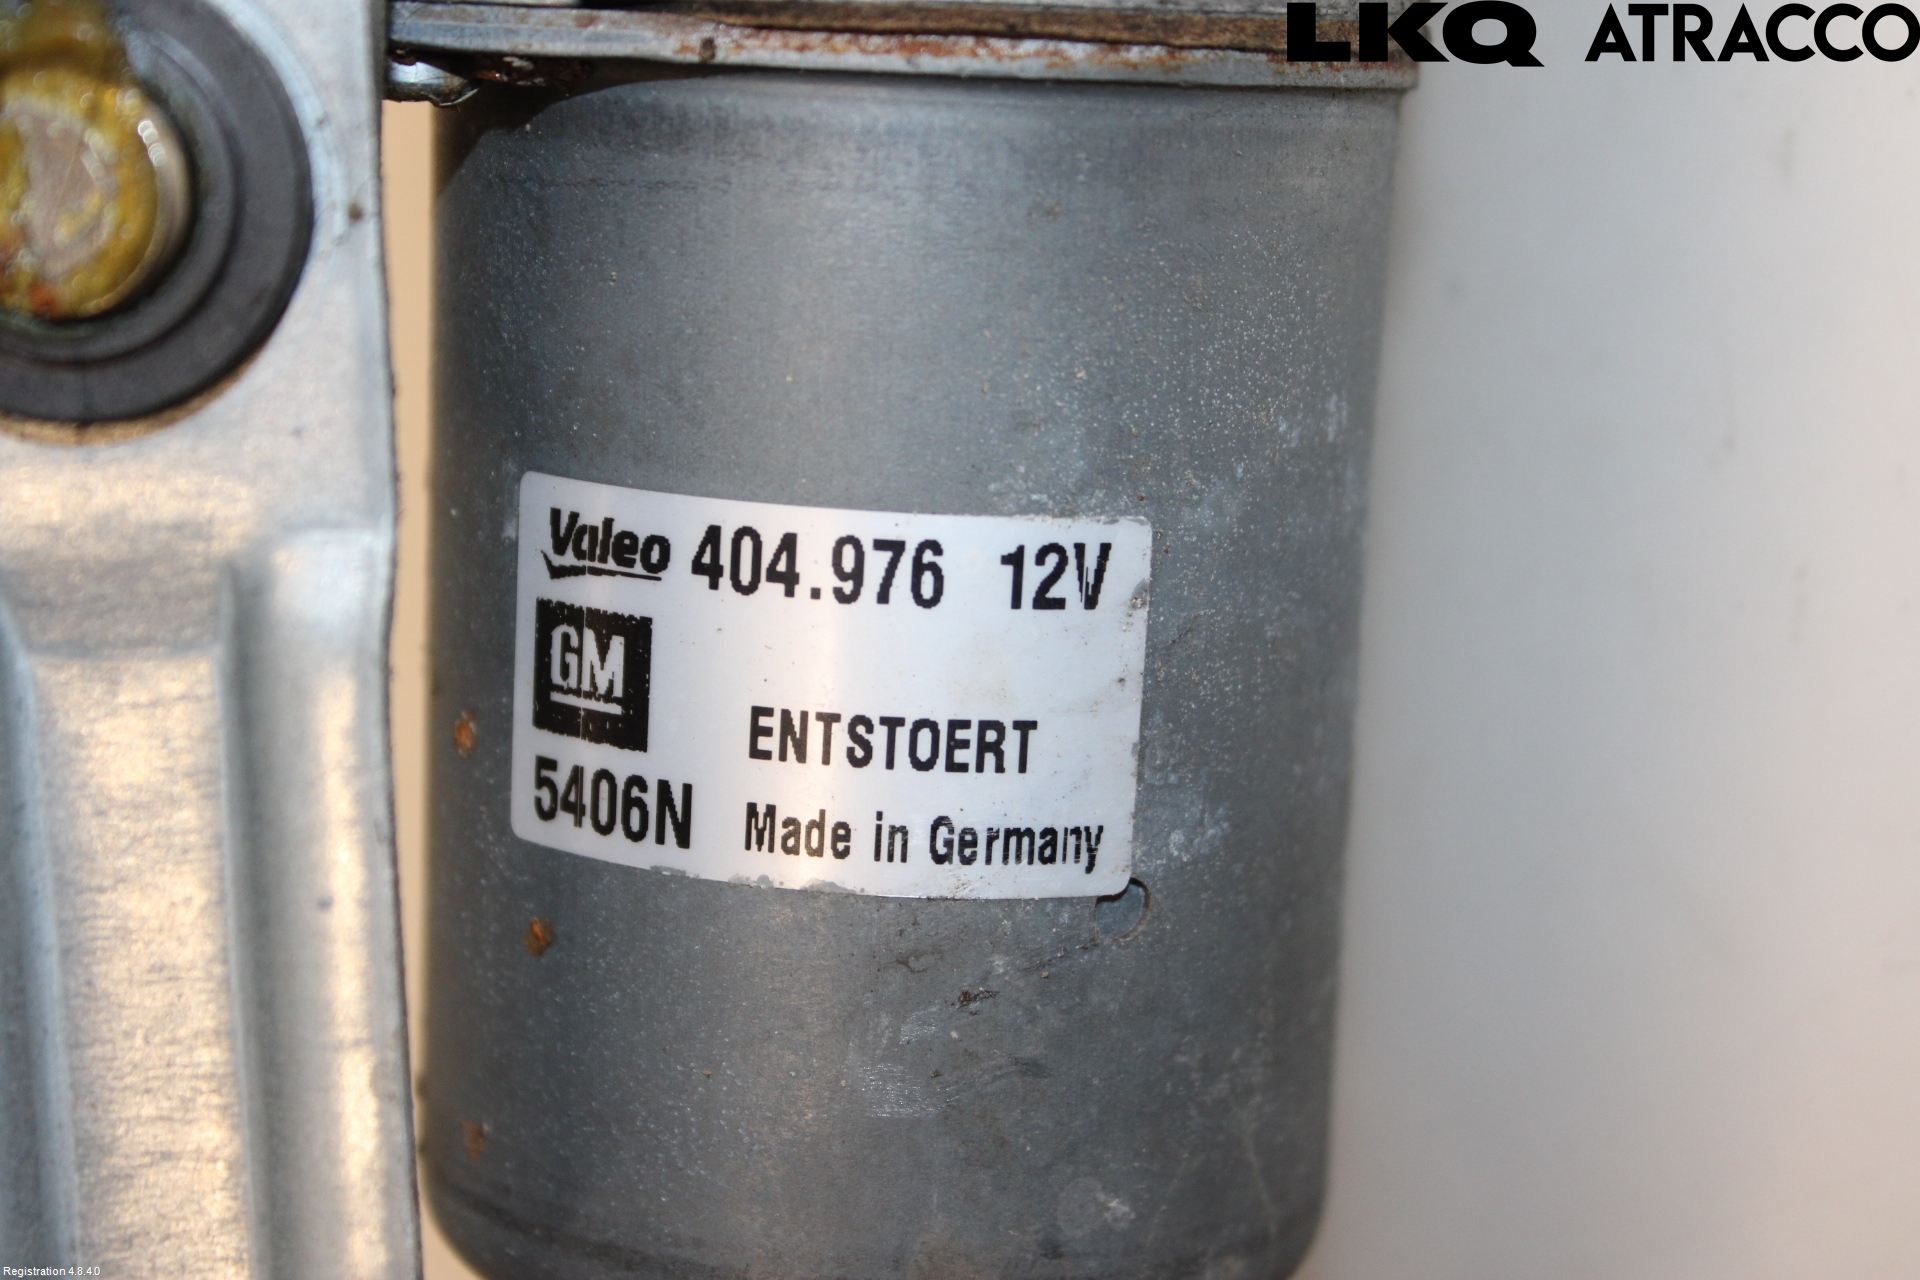 LKQ ATRACCO
Valeo 404.976 12V
GM
ENTSTOERT
5406N Made in Germany
Registration 4.8.4.0